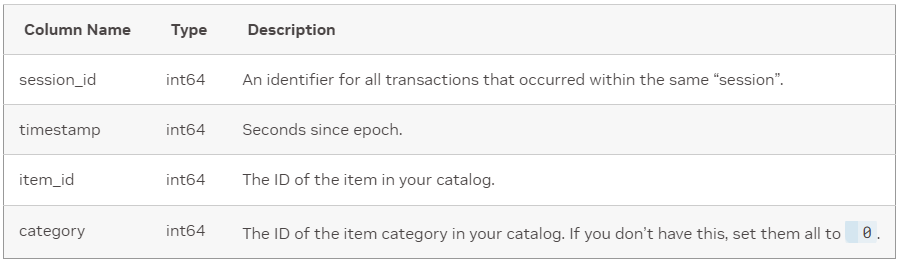 Column Name Type Description
session_id int64 An identifier for all transactions that occurred within the same “session”.
timestamp int64 Seconds since epoch.
item_id int64 The ID of the item in your catalog.
category int64 The ID of the item category in your catalog. If you don’t have this, set them all to 0 .